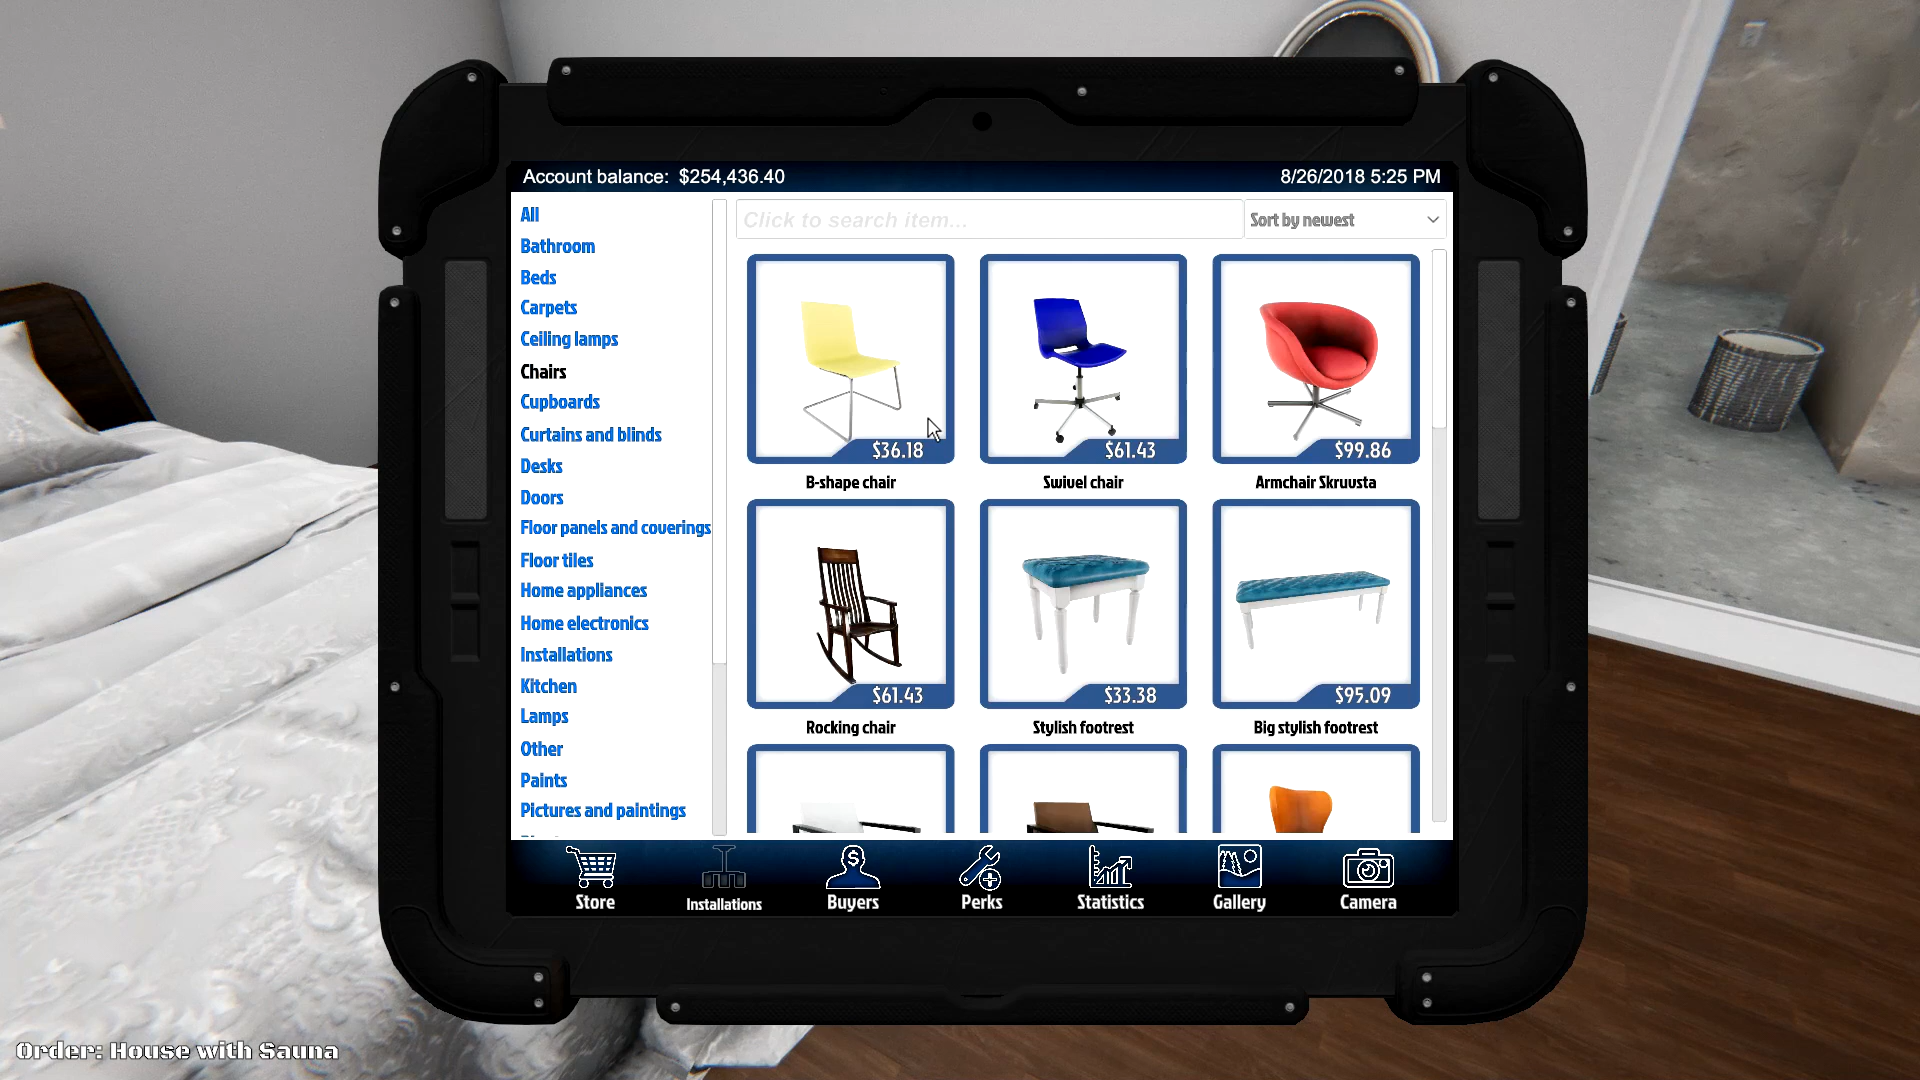 Account balance: $254,436.40
8/26/2018 5:25 PM
All
Bathroom
Beds
Carpets
Ceiling lamps
Chairs
Cupboards
Curtains and blinds
Desks
Doors
Floor panels and coverings
Floor tiles
Home appliances
Home electronics
Installations
Kitchen
Lamps
Other
Paints
Pictures and paintings
Click to search item...
Sort by newest
$36.18
$61.43
$99.86
B-shape chair
Swivel chair
Armchair Skruvsta
$61.43
$33.38
$95.09
Rocking chair
Stylish footrest
Big stylish footrest
Store
Installations
Buyers
Perks
Statistics
Gallery
Camera
Order: House with Sauna